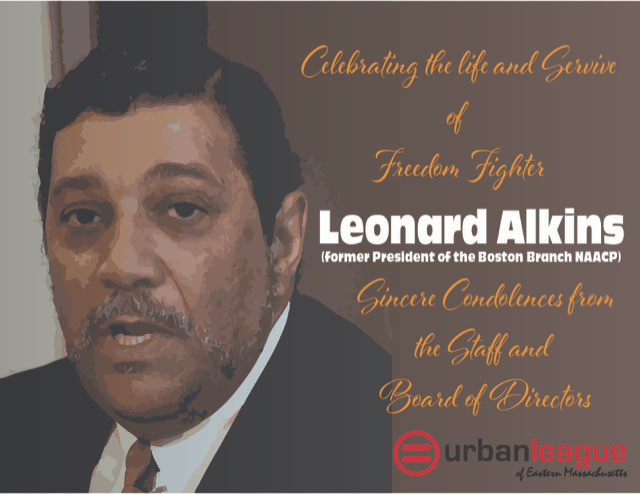 Celebrating the life and Servive
of
Freedom Fighter
Leonard Alkins
(former President of the Boston Branch NAACP)
Sincere Condolences from
the Staff and
Board of Directors
urbanleague
of Eastern Massachusetts